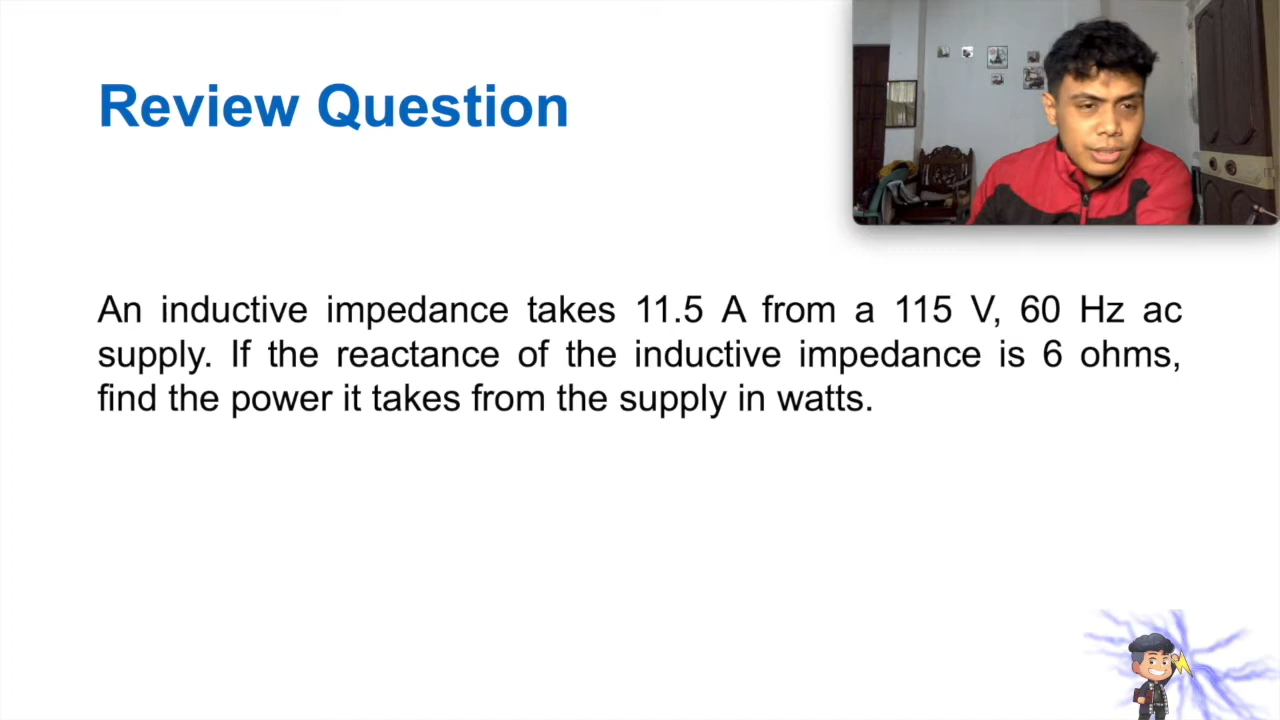 Review Question
An inductive impedance takes 11.5 A from a 115 V, 60 Hz ac
supply. If the reactance of the inductive impedance is 6 ohms,
find the power it takes from the supply in watts.